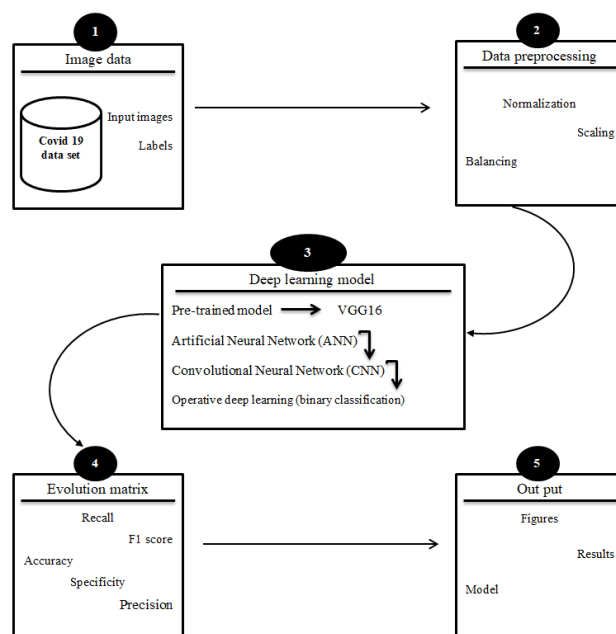 1
Image data
Input images
Covid 19
data set
Labels
2
Data preprocessing
Normalization
Scaling
Balancing
3
Deep learning model
Pre-trained model
VGG16
Artificial Neural Network (ANN)
Convolutional Neural Network (CNN)
Operative deep learning (binary classification)
4
Evolution matrix
Recall
F1 score
Accuracy
Specificity
Precision
5
Out put
Figures
Results
Model